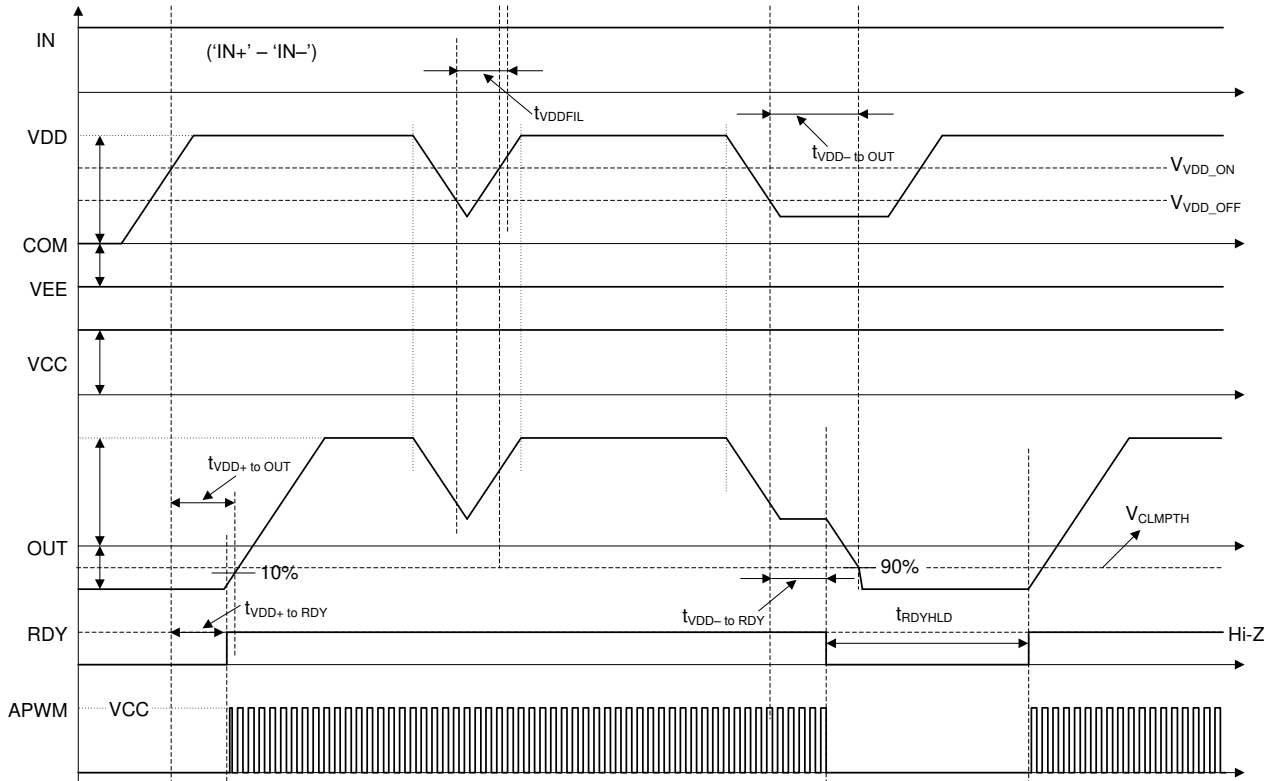 IN
('IN+' – 'IN–')
tVDDFIL
VDD
tVDD– to OUT
VVDD_ON
VVDD_OFF
COM
VEE
VCC
tVDD+ to OUT
VCLMPTH
OUT
10%
90%
tVDD+ to RDY
tVDD– to RDY
tRDYHLD
RDY
Hi-Z
APWM
VCC